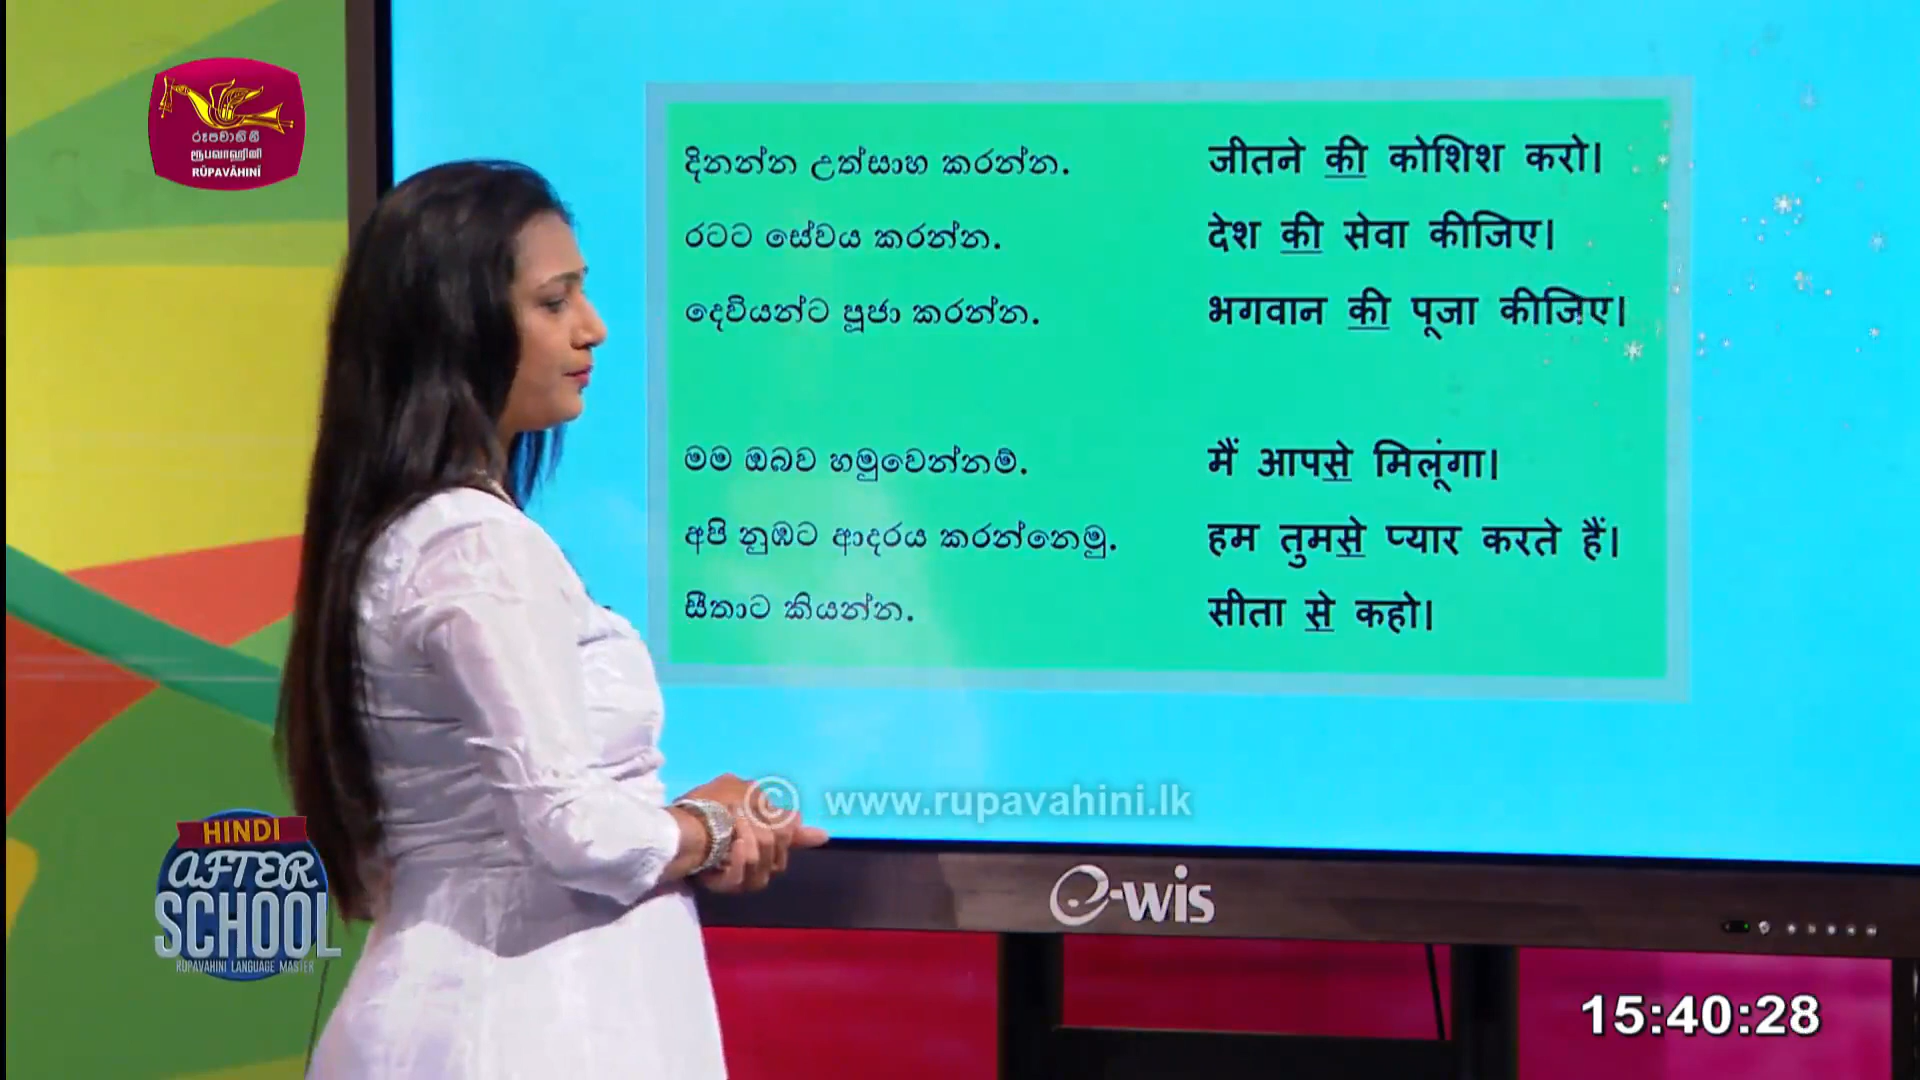 රූපවාහිනී
ரூபவாஹினி
RŪPAVĀHINĪ
දිනන්න උත්සාහ කරන්න. जीतने की कोशिश करो।
රටට සේවය කරන්න. देश की सेवा कीजिए।
දෙවියන්ට පූජා කරන්න. भगवान की पूजा कीजिए।
මම ඔබව හමුවෙන්නම්. मैं आपसे मिलूंगा।
අපි නුඹට ආදරය කරන්නෙමු. हम तुमसे प्यार करते हैं।
සීතාට කියන්න. सीता से कहो।
© www.rupavahini.lk
e-wis
HINDI
AFTER
SCHOOL
RUPAVAHINI LANGUAGE MASTER
15:40:28